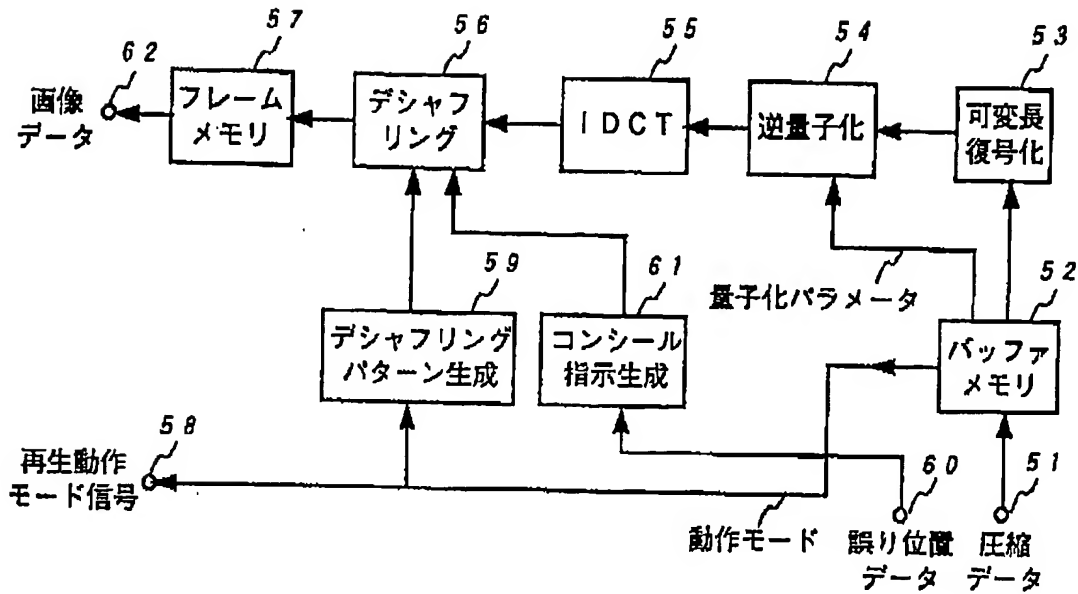 57
56
55
54
53
62
画像
データ
フレーム
メモリ
デシャフ
リング
IDCT
逆量子化
可変長
復号化
59
61
量子化パラメータ
52
デシャフリング
パターン生成
コンシール
指示生成
バッファ
メモリ
58
再生動作
モード信号
60
51
動作モード
誤り位置
データ
圧縮
データ